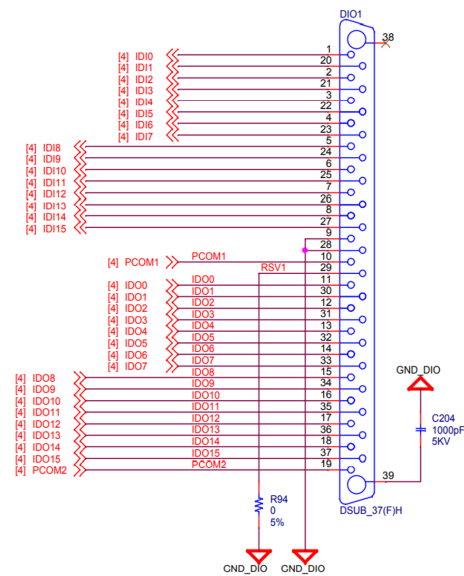 DIO1
38
[4] IDI0 1
[4] IDI1 20
[4] IDI2 2
[4] IDI3 21
[4] IDI4 3
[4] IDI5 22
[4] IDI6 4
[4] IDI7 23
[4] IDI8 5
[4] IDI9 24
[4] IDI10 6
[4] IDI11 25
[4] IDI12 7
[4] IDI13 26
[4] IDI14 8
[4] IDI15 27
9
28
[4] PCOM1 PCOM1 10
RSV1 29
[4] IDO0 IDO0 11
[4] IDO1 IDO1 30
[4] IDO2 IDO2 12
[4] IDO3 IDO3 31
[4] IDO4 IDO4 13
[4] IDO5 IDO5 32
[4] IDO6 IDO6 14
[4] IDO7 IDO7 33
[4] IDO8 IDO8 15
[4] IDO9 IDO9 34
[4] IDO10 IDO10 16
[4] IDO11 IDO11 35
[4] IDO12 IDO12 17
[4] IDO13 IDO13 36
[4] IDO14 IDO14 18
[4] IDO15 IDO15 37
[4] PCOM2 PCOM2 19
GND_DIO
C204
1000pF
5KV
39
R94
0
5%
DSUB_37(F)H
GND_DIO GND_DIO